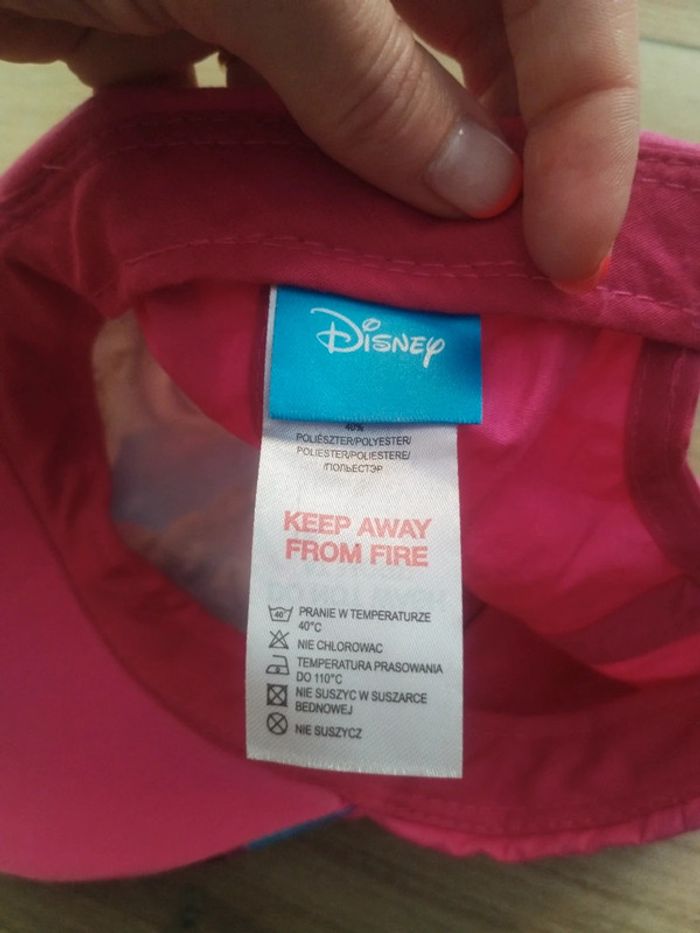 Disney
40%
POLIÉSZTER/POLYESTER/
POLIESTER/POLIESTERE/
/ПОЛЬЕСТЭР
KEEP AWAY
FROM FIRE
40°
PRANIE W TEMPERATURZE
40°C
NIE CHLOROWAC
TEMPERATURA PRASOWANIA
DO 110°C
NIE SUSZYC W SUSZARCE
BEDNOWEJ
NIE SUSZYCZ